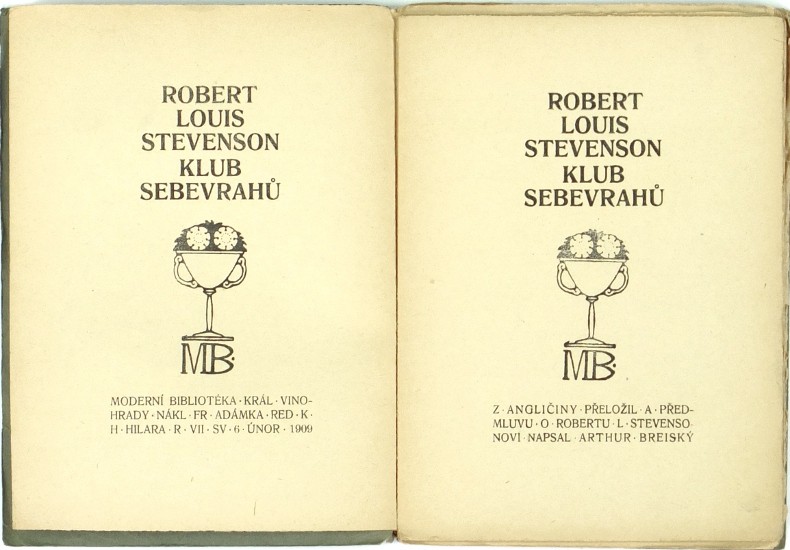 ROBERT
LOUIS
STEVENSON
KLUB
SEBEVRAHŮ
MB·
MODERNÍ BIBLIOTÉKA · KRÁL · VINO-
HRADY · NÁKL · FR · ADÁMKA · RED · K ·
H · HILARA · R · VII · SV · 6 · ÚNOR · 1909
ROBERT
LOUIS
STEVENSON
KLUB
SEBEVRAHŮ
MB·
Z · ANGLIČINY · PŘELOŽIL · A · PŘED-
MLUVU · O · ROBERTU · L · STEVENSO-
NOVI · NAPSAL · ARTHUR · BREISKÝ